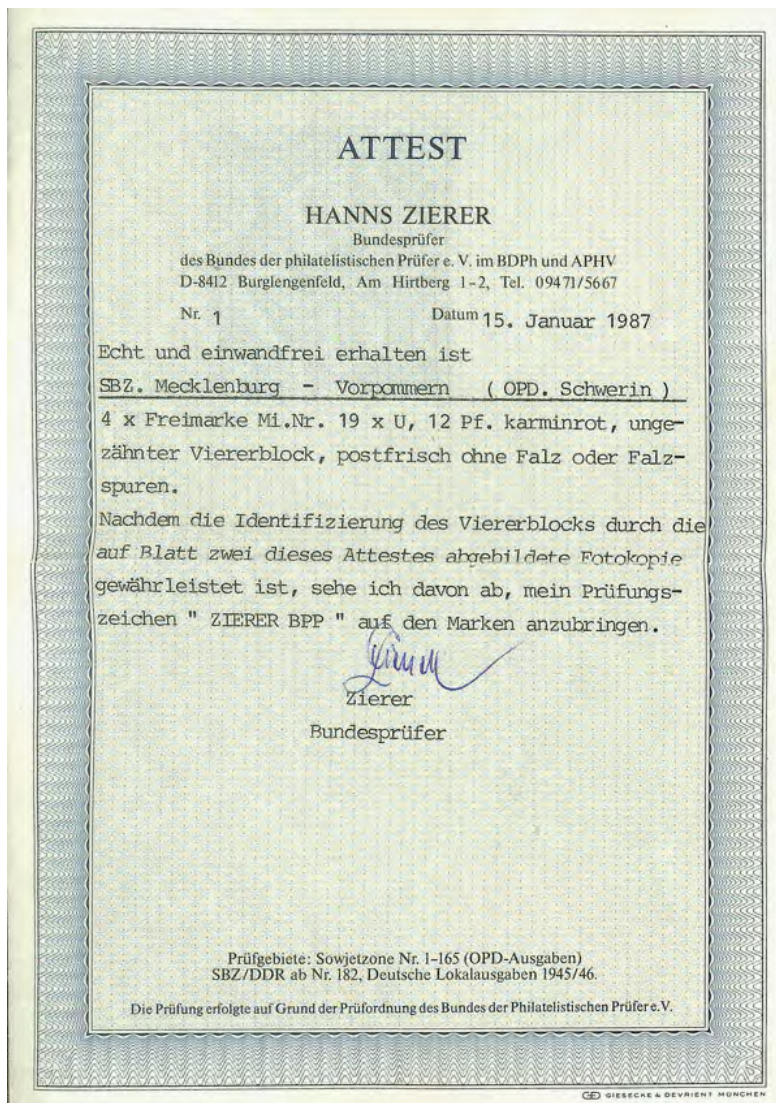 ATTEST
HANNS ZIERER
Bundesprüfer
des Bundes der philatelistischen Prüfer e. V. im BDPh und APHV
D-8412 Burglengenfeld, Am Hirtberg 1-2, Tel. 09471/5667
Nr. 1 Datum 15. Januar 1987
Echt und einwandfrei erhalten ist
SBZ. Mecklenburg - Vorpommern ( OPD. Schwerin )
4 x Freimarke Mi.Nr. 19 x U, 12 Pf. karminrot, unge-
zähnter Viererblock, postfrisch ohne Falz oder Falz-
spuren.
Nachdem die Identifizierung des Viererblocks durch die
auf Blatt zwei dieses Attestes abgebildete Fotokopie
gewährleistet ist, sehe ich davon ab, mein Prüfungs-
zeichen " ZIERER BPP " auf den Marken anzubringen.
Zierer
Bundesprüfer
Prüfgebiete: Sowjetzone Nr. 1-165 (OPD-Ausgaben)
SBZ/DDR ab Nr. 182, Deutsche Lokalausgaben 1945/46.
Die Prüfung erfolgte auf Grund der Prüfordnung des Bundes der Philatelistischen Prüfer e.V.
GIESECKE & DEVRIENT MÜNCHEN